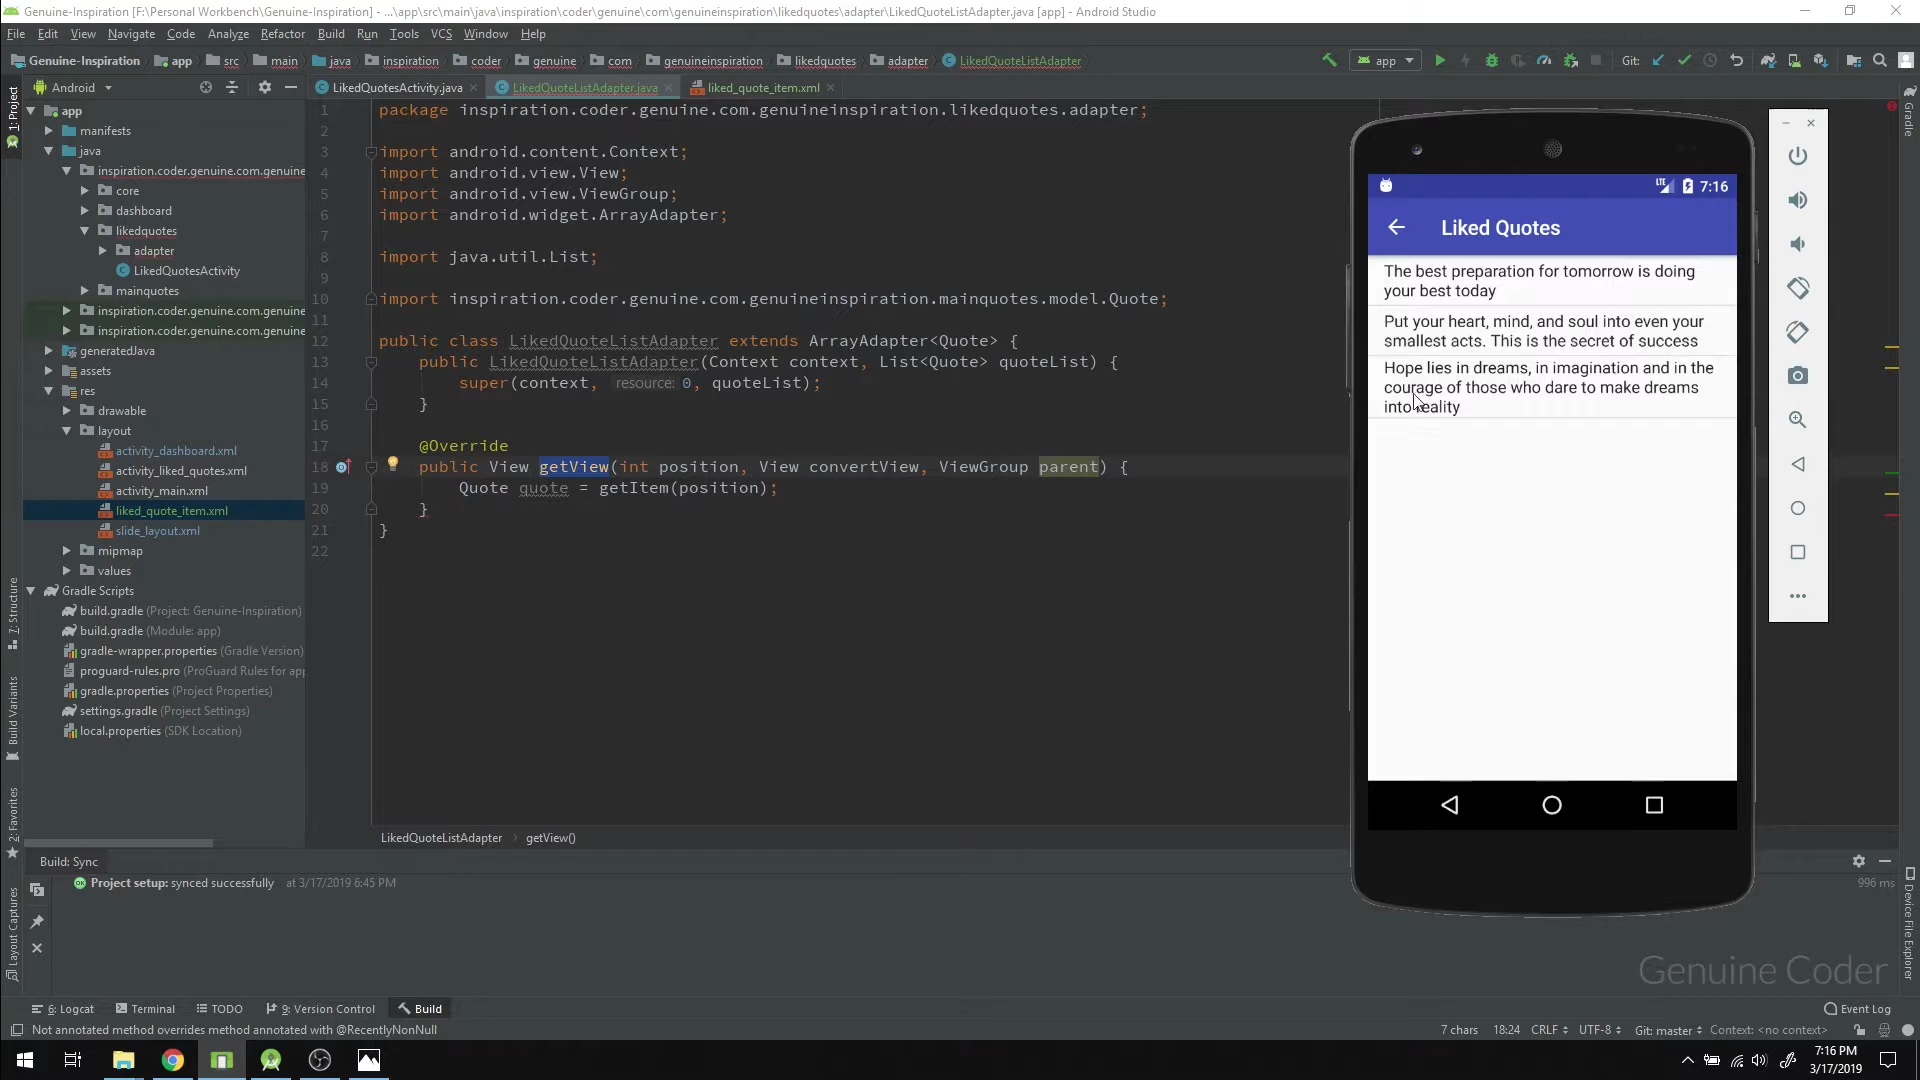 Genuine-Inspiration [F:\Personal Workbench\Genuine-Inspiration] - ...\app\src\main\java\inspiration\coder\genuine\com\genuineinspiration\likedquotes\adapter\LikedQuoteListAdapter.java [app] - Android Studio
File Edit View Navigate Code Analyze Refactor Build Run Tools VCS Window Help
Genuine-Inspiration app src main java inspiration coder genuine com genuineinspiration likedquotes adapter LikedQuoteListAdapter
app Git:
Android
LikedQuotesActivity.java LikedQuoteListAdapter.java liked_quote_item.xml
1: Project
7: Structure
Build Variants
2: Favorites
Layout Captures
app
manifests
java
inspiration.coder.genuine.com.genuine
core
dashboard
likedquotes
adapter
LikedQuotesActivity
mainquotes
inspiration.coder.genuine.com.genuine
inspiration.coder.genuine.com.genuine
generatedJava
assets
res
drawable
layout
activity_dashboard.xml
activity_liked_quotes.xml
activity_main.xml
liked_quote_item.xml
slide_layout.xml
mipmap
values
Gradle Scripts
build.gradle (Project: Genuine-Inspiration)
build.gradle (Module: app)
gradle-wrapper.properties (Gradle Version)
proguard-rules.pro (ProGuard Rules for app
gradle.properties (Project Properties)
settings.gradle (Project Settings)
local.properties (SDK Location)
1 package inspiration.coder.genuine.com.genuineinspiration.likedquotes.adapter;
2
3 import android.content.Context;
4 import android.view.View;
5 import android.view.ViewGroup;
6 import android.widget.ArrayAdapter;
7
8 import java.util.List;
9
10 import inspiration.coder.genuine.com.genuineinspiration.mainquotes.model.Quote;
11
12 public class LikedQuoteListAdapter extends ArrayAdapter<Quote> {
13 public LikedQuoteListAdapter(Context context, List<Quote> quoteList) {
14 super(context, resource: 0, quoteList);
15 }
16
17 @Override
18 public View getView(int position, View convertView, ViewGroup parent) {
19 Quote quote = getItem(position);
20 }
21 }
22
LikedQuoteListAdapter getView()
LTE 7:16
Liked Quotes
The best preparation for tomorrow is doing
your best today
Put your heart, mind, and soul into even your
smallest acts. This is the secret of success
Hope lies in dreams, in imagination and in the
courage of those who dare to make dreams
into reality
Gradle
Device File Explorer
Build: Sync
Project setup: synced successfully at 3/17/2019 6:45 PM
996 ms
Genuine Coder
6: Logcat Terminal TODO 9: Version Control Build Event Log
Not annotated method overrides method annotated with @RecentlyNonNull 7 chars 18:24 CRLF UTF-8 Git: master Context: <no context>
7:16 PM
3/17/2019